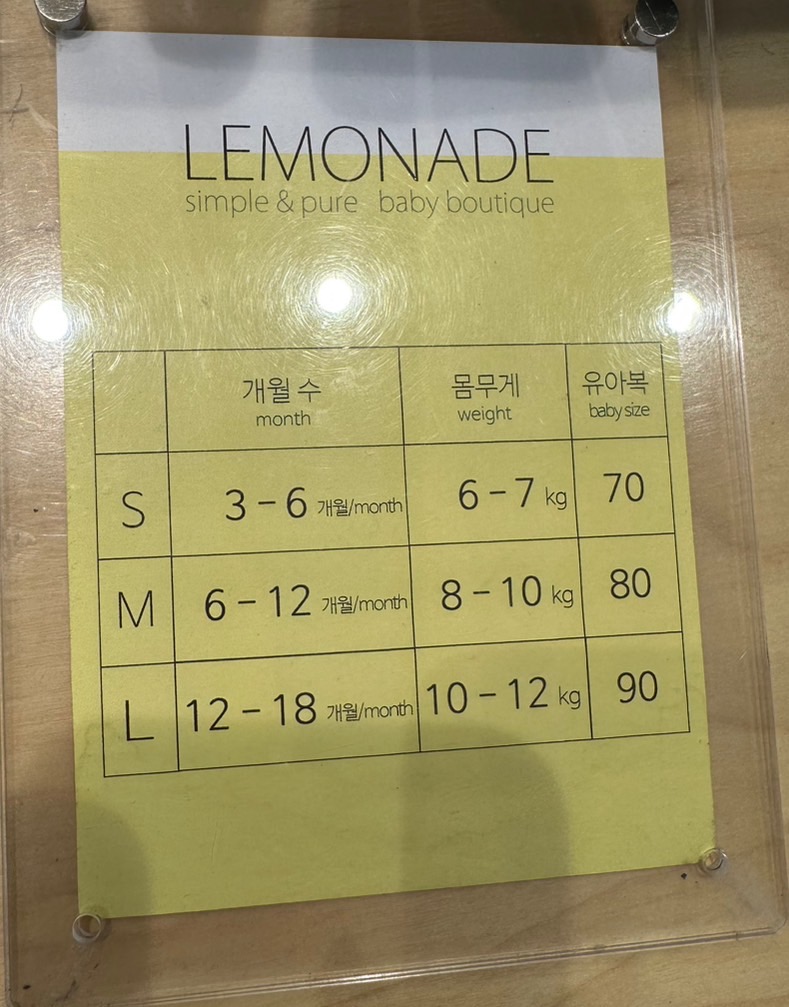 LEMONADE
simple & pure baby boutique
개월 수 몸무게 유아복
month weight baby size
S 3 – 6 개월/month 6 – 7 kg 70
M 6 – 12 개월/month 8 – 10 kg 80
L 12 – 18 개월/month 10 – 12 kg 90